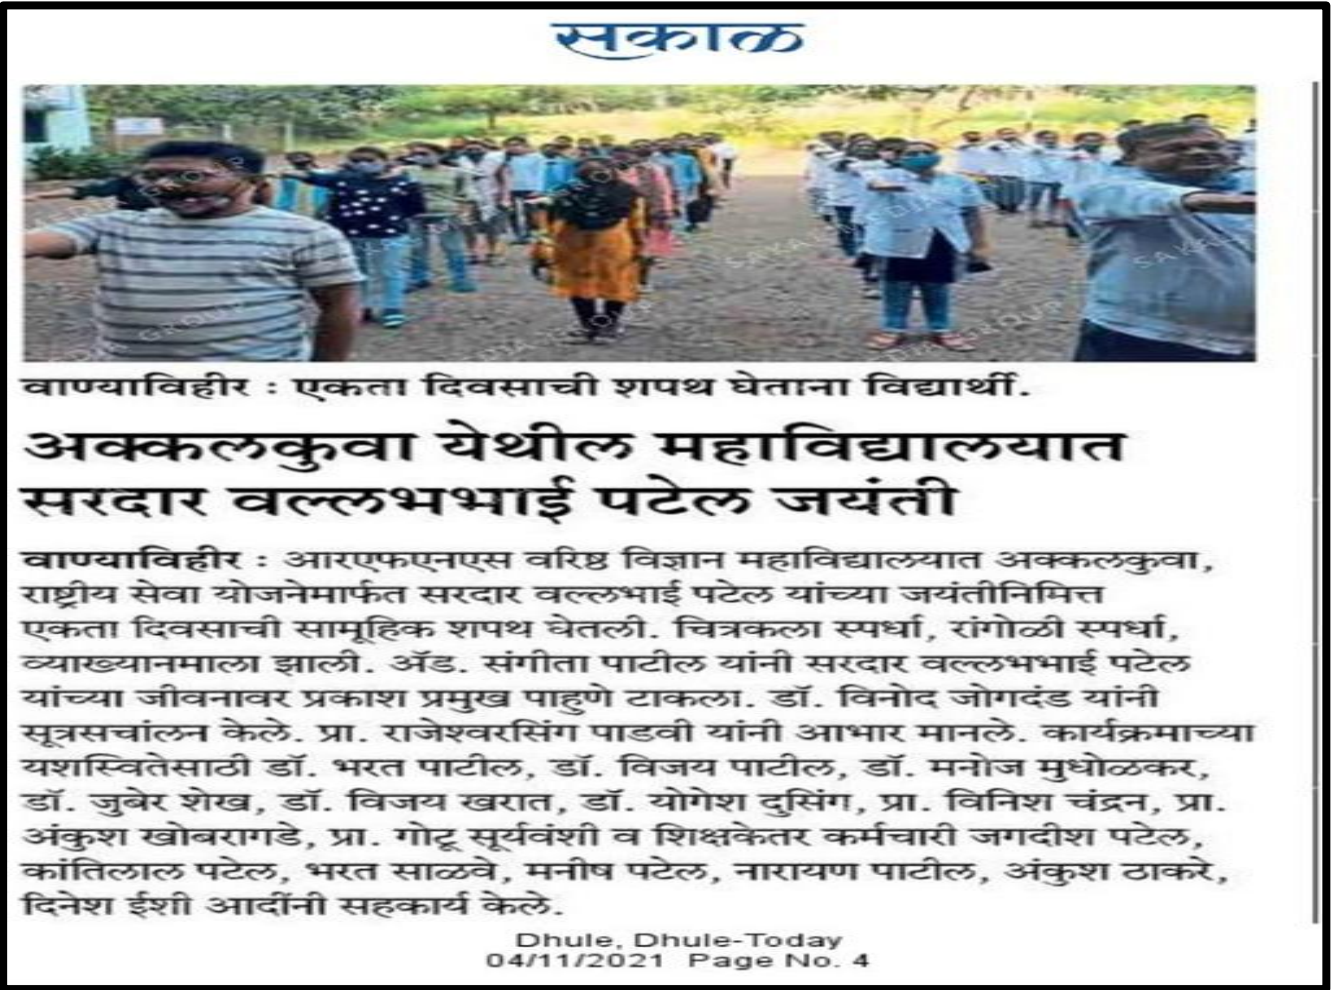 सकाळ
वाण्याविहीर : एकता दिवसाची शपथ घेताना विद्यार्थी.
अक्कलकुवा येथील महाविद्यालयात
सरदार वल्लभभाई पटेल जयंती
वाण्याविहीर : आरएफएनएस वरिष्ठ विज्ञान महाविद्यालयात अक्कलकुवा,
राष्ट्रीय सेवा योजनेमार्फत सरदार वल्लभाई पटेल यांच्या जयंतीनिमित्त
एकता दिवसाची सामूहिक शपथ घेतली. चित्रकला स्पर्धा, रांगोळी स्पर्धा,
व्याख्यानमाला झाली. ॲड. संगीता पाटील यांनी सरदार वल्लभभाई पटेल
यांच्या जीवनावर प्रकाश प्रमुख पाहुणे टाकला. डॉ. विनोद जोगदंड यांनी
सूत्रसचांलन केले. प्रा. राजेश्वरसिंग पाडवी यांनी आभार मानले. कार्यक्रमाच्या
यशस्वितेसाठी डॉ. भरत पाटील, डॉ. विजय पाटील, डॉ. मनोज मुधोळकर,
डॉ. जुबेर शेख, डॉ. विजय खरात, डॉ. योगेश दुसिंग, प्रा. विनिश चंद्रन, प्रा.
अंकुश खोबरागडे, प्रा. गोटू सूर्यवंशी व शिक्षकेतर कर्मचारी जगदीश पटेल,
कांतिलाल पटेल, भरत साळवे, मनीष पटेल, नारायण पाटील, अंकुश ठाकरे,
दिनेश ईशी आदींनी सहकार्य केले.
Dhule, Dhule-Today
04/11/2021 Page No. 4